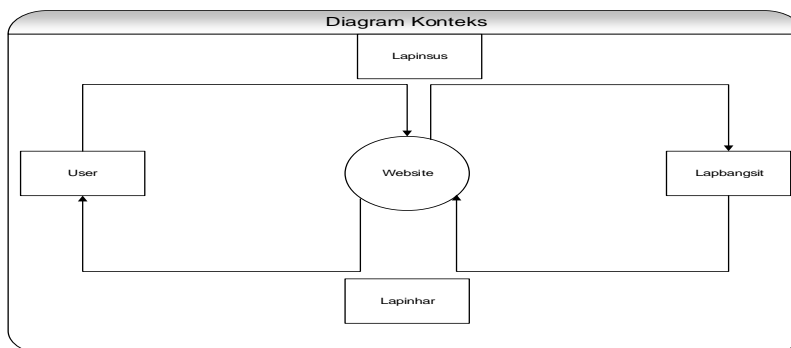 Diagram Konteks
Lapinsus
User
Website
Lapbangsit
Lapinhar